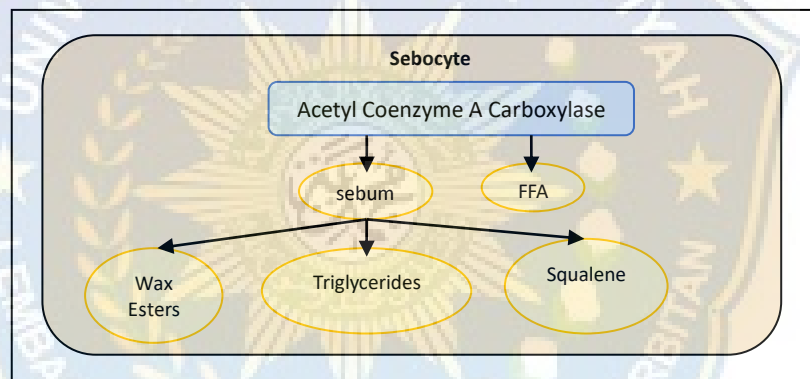 Sebocyte
Acetyl Coenzyme A Carboxylase
sebum
FFA
Wax
Esters
Triglycerides
Squalene